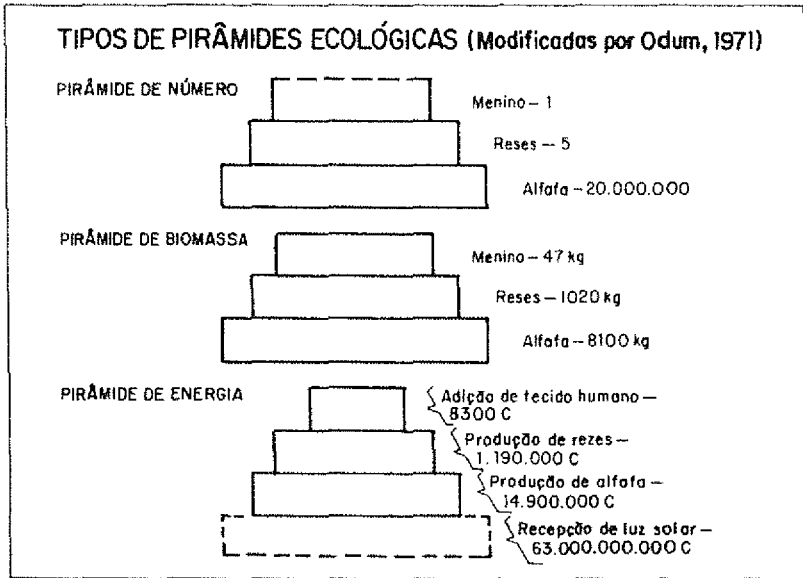 TIPOS DE PIRÂMIDES ECOLÓGICAS (Modificadas por Odum, 1971)
PIRÂMIDE DE NÚMERO
Menino – 1
Reses – 5
Alfafa – 20.000.000
PIRÂMIDE DE BIOMASSA
Menino – 47 kg
Reses – 1020 kg
Alfafa – 8100 kg
PIRÂMIDE DE ENERGIA
Adição de tecido humano –
8300 C
Produção de rezes –
1.190.000 C
Produção de alfafa –
14.900.000 C
Recepção de luz solar –
63.000.000.000 C